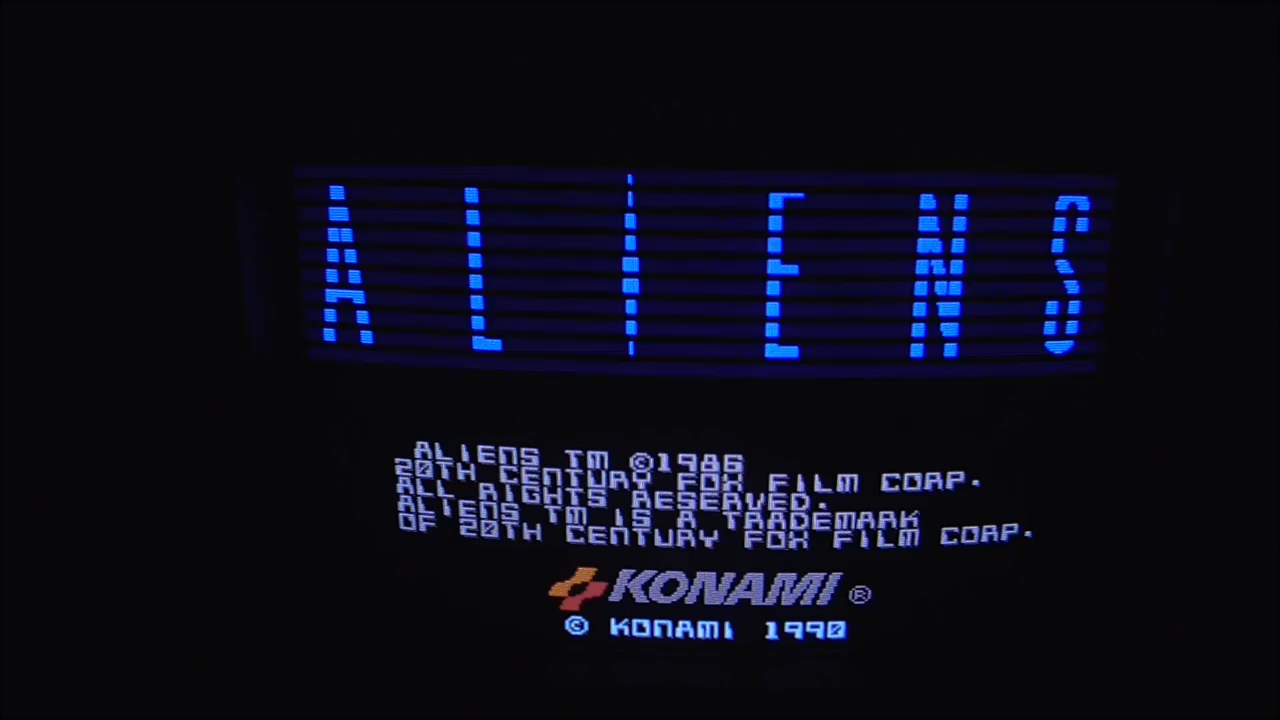 ALIENS
ALIENS TM ©1986
20TH CENTURY FOX FILM CORP.
ALL RIGHTS RESERVED.
ALIENS TM IS A TRADEMARK
OF 20TH CENTURY FOX FILM CORP.
KONAMI ®
© KONAMI 1990